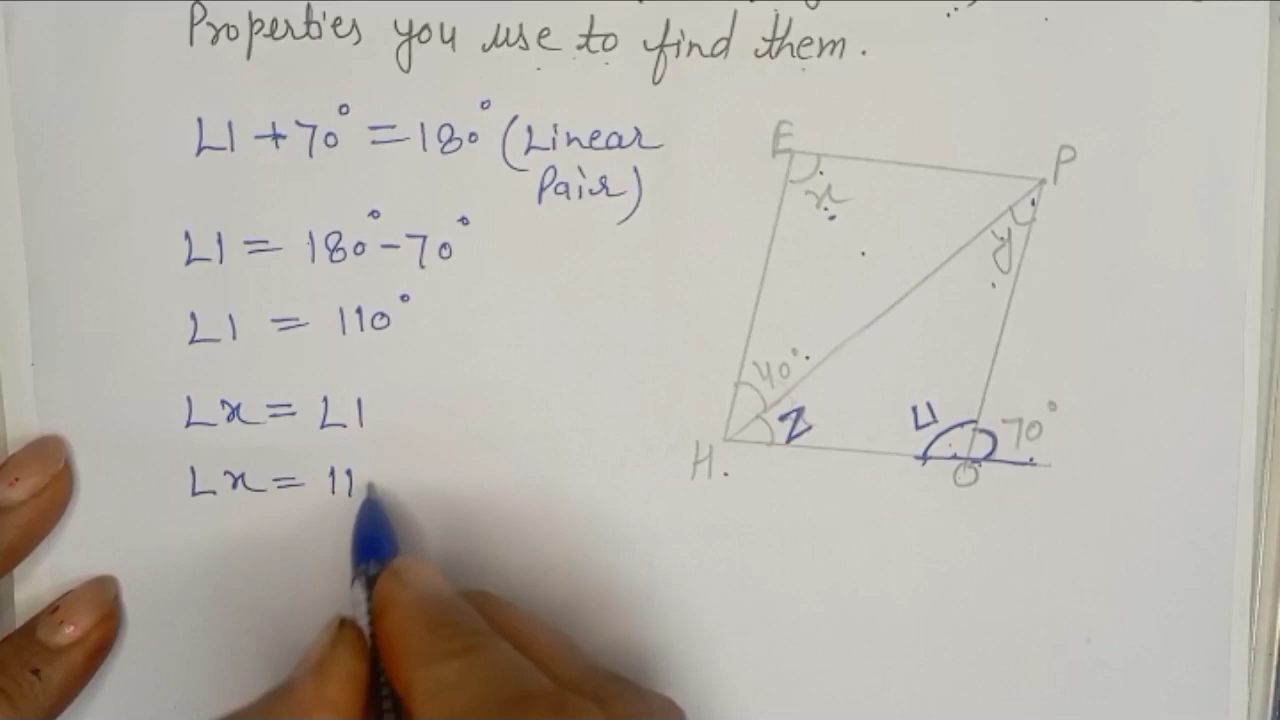 Properties you use to find them.
∠1 + 70° = 180° (Linear
Pair)
∠1 = 180° - 70°
∠1 = 110°
∠x = ∠1
∠x = 11
E
P
x
y
40°
z
∠1
70°
H.
O